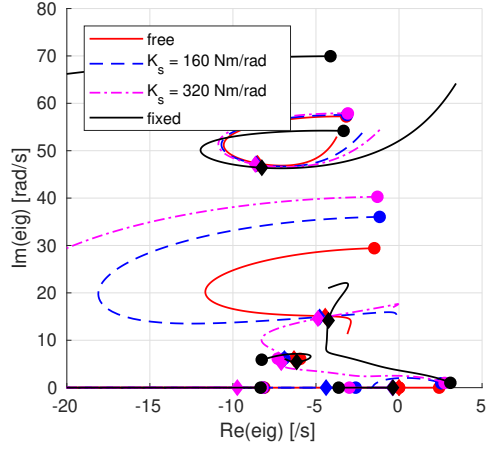 80
70
60
50
40
30
20
10
0
-20
-15
-10
-5
0
5
Im(eig) [rad/s]
Re(eig) [/s]
free
K_s = 160 Nm/rad
K_s = 320 Nm/rad
fixed